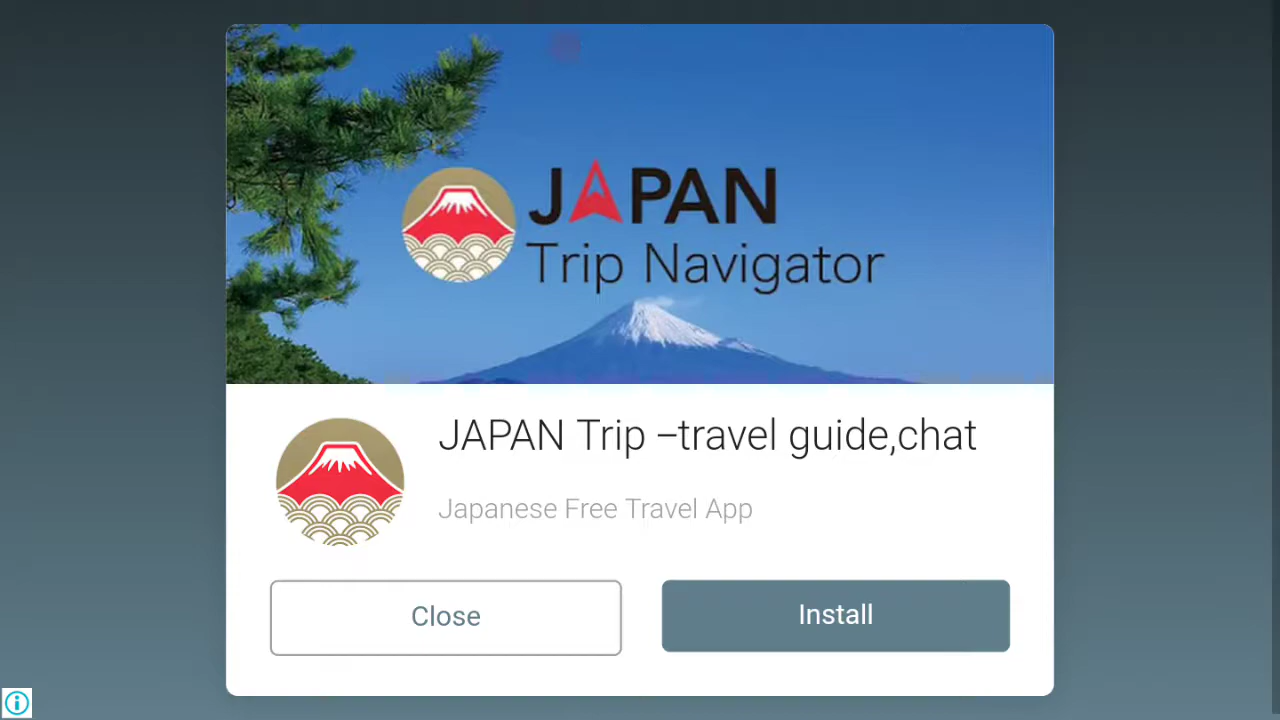 JAPAN
Trip Navigator
JAPAN Trip –travel guide,chat
Japanese Free Travel App
Close
Install